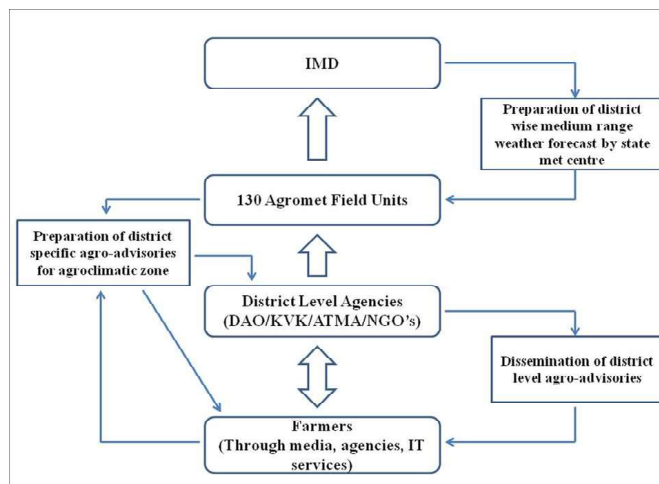 IMD
Preparation of district
wise medium range
weather forecast by state
met centre
130 Agromet Field Units
Preparation of district
specific agro-advisories
for agroclimatic zone
District Level Agencies
(DAO/KVK/ATMA/NGO's)
Dissemination of district
level agro-advisories
Farmers
(Through media, agencies, IT
services)